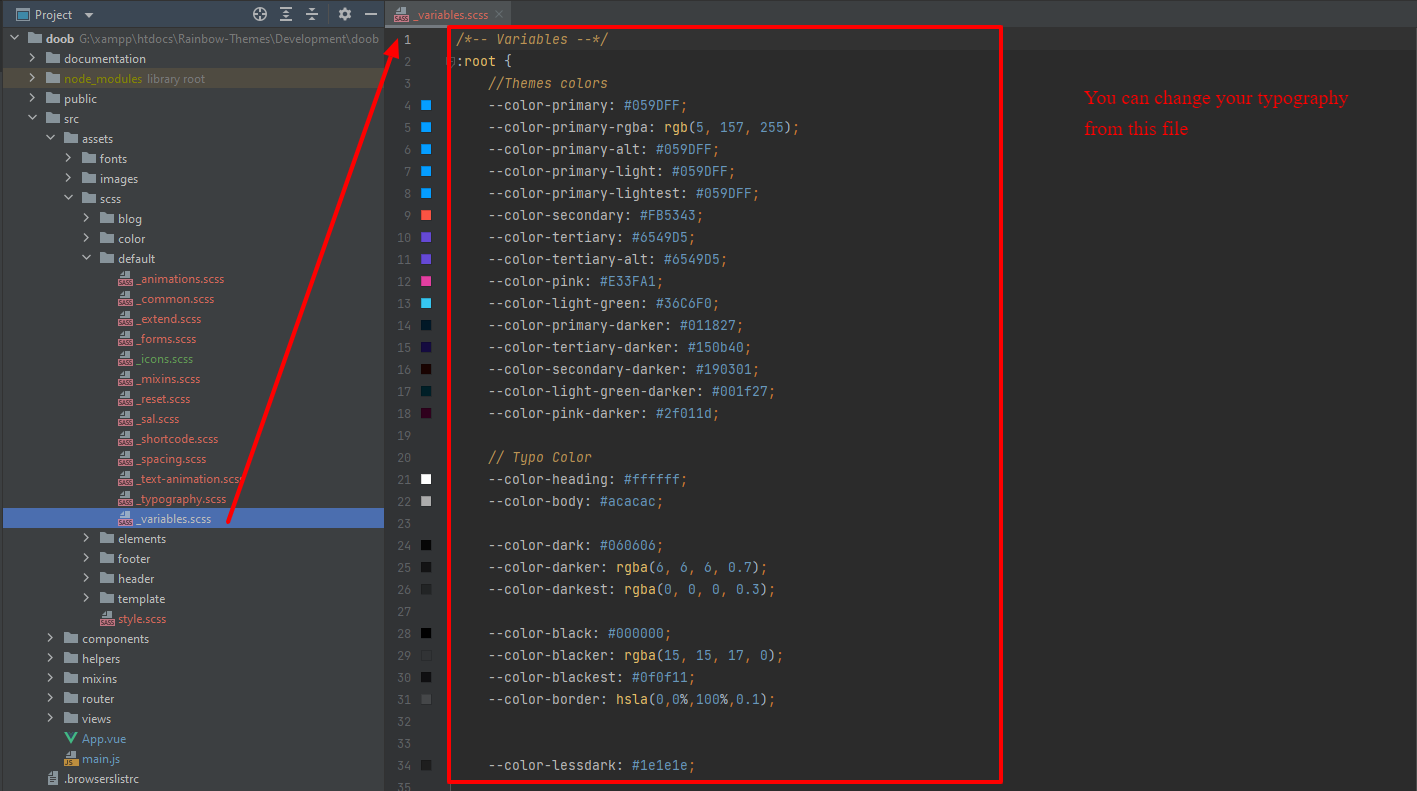 Project
doob G:\xampp\htdocs\Rainbow-Themes\Development\doob
documentation
node_modules library root
public
src
assets
fonts
images
scss
blog
color
default
_animations.scss
_common.scss
_extend.scss
_forms.scss
_icons.scss
_mixins.scss
_reset.scss
_sal.scss
_shortcode.scss
_spacing.scss
_text-animation.scss
_typography.scss
_variables.scss
elements
footer
header
template
style.scss
components
helpers
mixins
router
views
App.vue
main.js
.browserslistrc
_variables.scss
1 /*-- Variables --*/
2 :root {
3 //Themes colors
4 --color-primary: #059DFF;
5 --color-primary-rgba: rgb(5, 157, 255);
6 --color-primary-alt: #059DFF;
7 --color-primary-light: #059DFF;
8 --color-primary-lightest: #059DFF;
9 --color-secondary: #FB5343;
10 --color-tertiary: #6549D5;
11 --color-tertiary-alt: #6549D5;
12 --color-pink: #E33FA1;
13 --color-light-green: #36C6F0;
14 --color-primary-darker: #011827;
15 --color-tertiary-darker: #150b40;
16 --color-secondary-darker: #190301;
17 --color-light-green-darker: #001f27;
18 --color-pink-darker: #2f011d;
19
20 // Typo Color
21 --color-heading: #ffffff;
22 --color-body: #acacac;
23
24 --color-dark: #060606;
25 --color-darker: rgba(6, 6, 6, 0.7);
26 --color-darkest: rgba(0, 0, 0, 0.3);
27
28 --color-black: #000000;
29 --color-blacker: rgba(15, 15, 17, 0);
30 --color-blackest: #0f0f11;
31 --color-border: hsla(0,0%,100%,0.1);
32
33
34 --color-lessdark: #1e1e1e;
35
You can change your typography
from this file